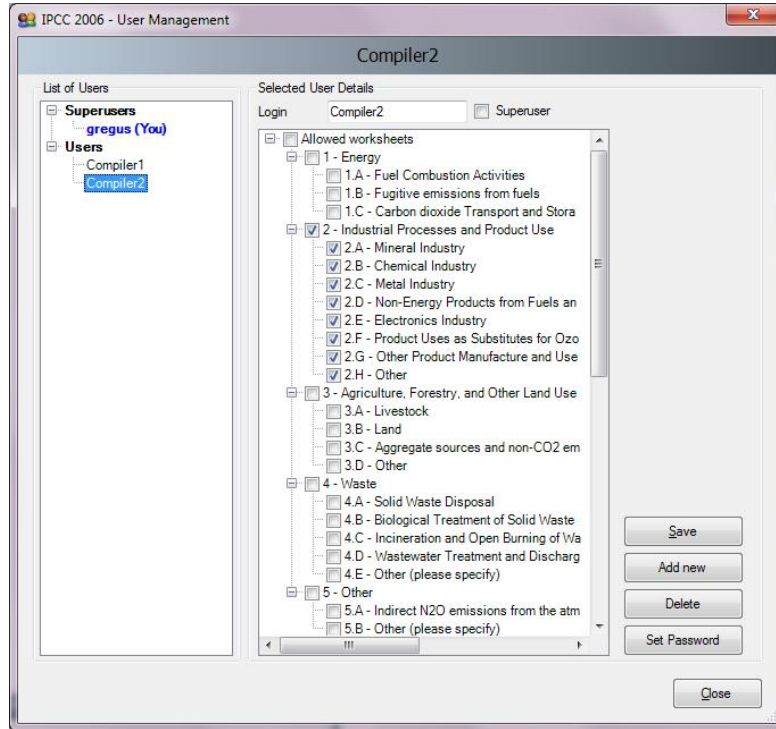 IPCC 2006 - User Management
Compiler2
List of Users
Superusers
gregus (You)
Users
Compiler1
Compiler2
Selected User Details
Login Compiler2 Superuser
Allowed worksheets
1 - Energy
1.A - Fuel Combustion Activities
1.B - Fugitive emissions from fuels
1.C - Carbon dioxide Transport and Stora
2 - Industrial Processes and Product Use
2.A - Mineral Industry
2.B - Chemical Industry
2.C - Metal Industry
2.D - Non-Energy Products from Fuels an
2.E - Electronics Industry
2.F - Product Uses as Substitutes for Ozo
2.G - Other Product Manufacture and Use
2.H - Other
3 - Agriculture, Forestry, and Other Land Use
3.A - Livestock
3.B - Land
3.C - Aggregate sources and non-CO2 em
3.D - Other
4 - Waste
4.A - Solid Waste Disposal
4.B - Biological Treatment of Solid Waste
4.C - Incineration and Open Burning of Wa
4.D - Wastewater Treatment and Discharg
4.E - Other (please specify)
5 - Other
5.A - Indirect N2O emissions from the atm
5.B - Other (please specify)
Save
Add new
Delete
Set Password
Close